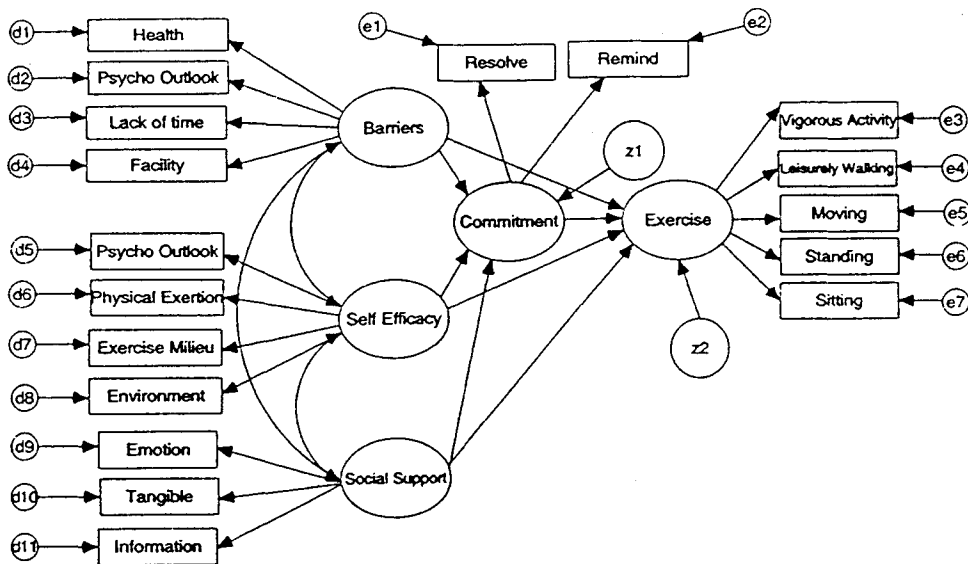 d1
Health
d2
Psycho Outlook
d3
Lack of time
d4
Facility
Barriers
e1
Resolve
e2
Remind
z1
Commitment
Exercise
Vigorous Activity
e3
Leisurely Walking
e4
Moving
e5
Standing
e6
Sitting
e7
z2
d5
Psycho Outlook
d6
Physical Exertion
d7
Exercise Milieu
d8
Environment
Self Efficacy
d9
Emotion
d10
Tangible
d11
Information
Social Support